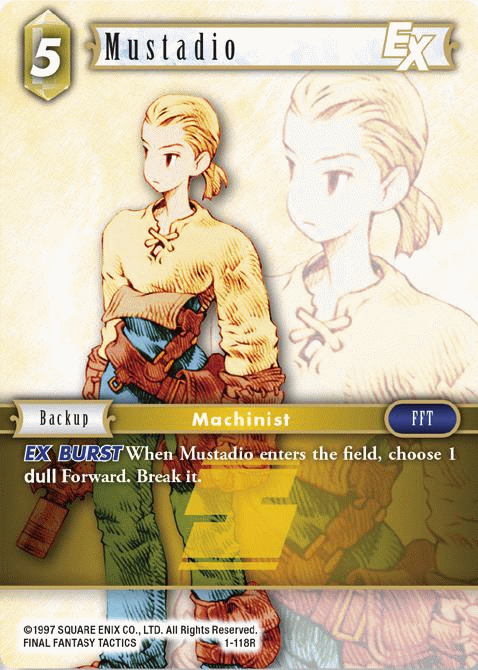 5
Mustadio
EX
Backup
Machinist
FFT
EX BURST When Mustadio enters the field, choose 1
dull Forward. Break it.
©1997 SQUARE ENIX CO., LTD. All Rights Reserved.
FINAL FANTASY TACTICS
1-118R